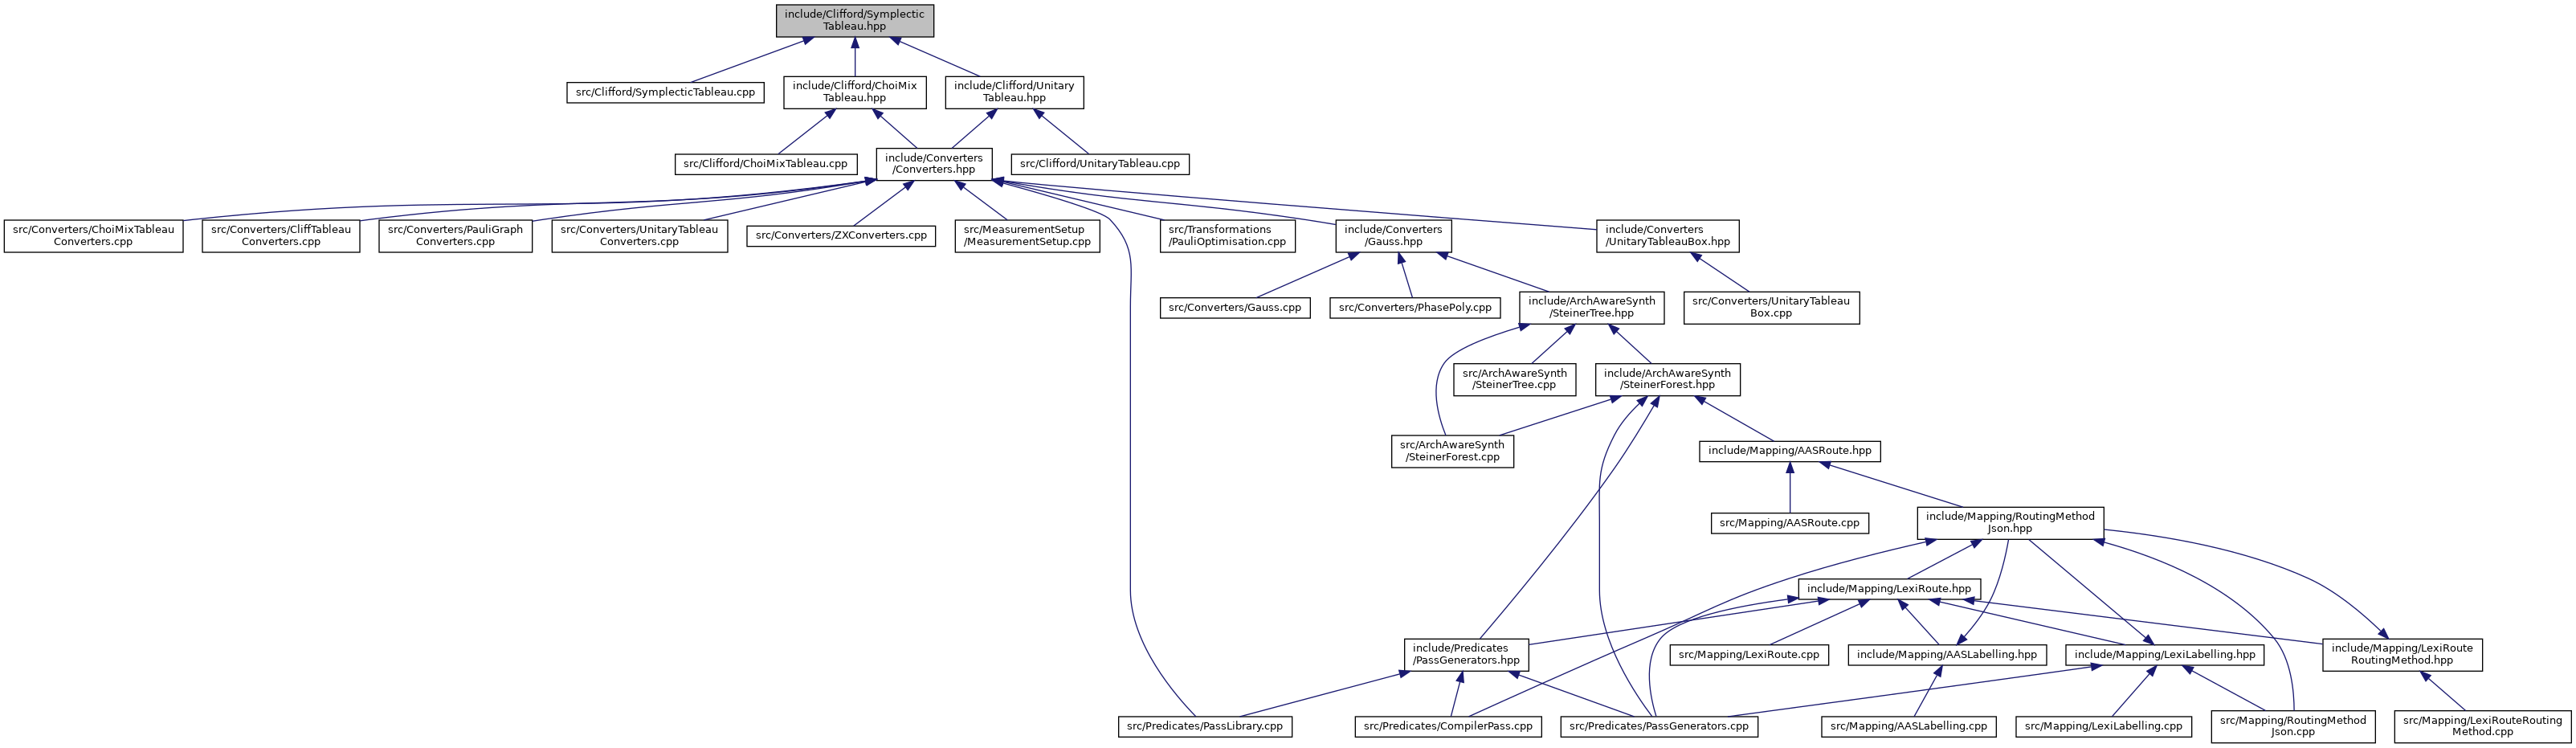 include/Clifford/Symplectic
Tableau.hpp
src/Clifford/SymplecticTableau.cpp
include/Clifford/ChoiMix
Tableau.hpp
include/Clifford/Unitary
Tableau.hpp
src/Clifford/ChoiMixTableau.cpp
include/Converters
/Converters.hpp
src/Clifford/UnitaryTableau.cpp
src/Converters/ChoiMixTableau
Converters.cpp
src/Converters/CliffTableau
Converters.cpp
src/Converters/PauliGraph
Converters.cpp
src/Converters/UnitaryTableau
Converters.cpp
src/Converters/ZXConverters.cpp
src/MeasurementSetup
/MeasurementSetup.cpp
src/Transformations
/PauliOptimisation.cpp
include/Converters
/Gauss.hpp
include/Converters
/UnitaryTableauBox.hpp
src/Converters/Gauss.cpp
src/Converters/PhasePoly.cpp
include/ArchAwareSynth
/SteinerTree.hpp
src/Converters/UnitaryTableau
Box.cpp
src/ArchAwareSynth
/SteinerTree.cpp
include/ArchAwareSynth
/SteinerForest.hpp
src/ArchAwareSynth
/SteinerForest.cpp
include/Mapping/AASRoute.hpp
src/Mapping/AASRoute.cpp
include/Mapping/RoutingMethod
Json.hpp
include/Mapping/LexiRoute.hpp
include/Predicates
/PassGenerators.hpp
src/Mapping/LexiRoute.cpp
include/Mapping/AASLabelling.hpp
include/Mapping/LexiLabelling.hpp
include/Mapping/LexiRoute
RoutingMethod.hpp
src/Predicates/PassLibrary.cpp
src/Predicates/CompilerPass.cpp
src/Predicates/PassGenerators.cpp
src/Mapping/AASLabelling.cpp
src/Mapping/LexiLabelling.cpp
src/Mapping/RoutingMethod
Json.cpp
src/Mapping/LexiRouteRouting
Method.cpp